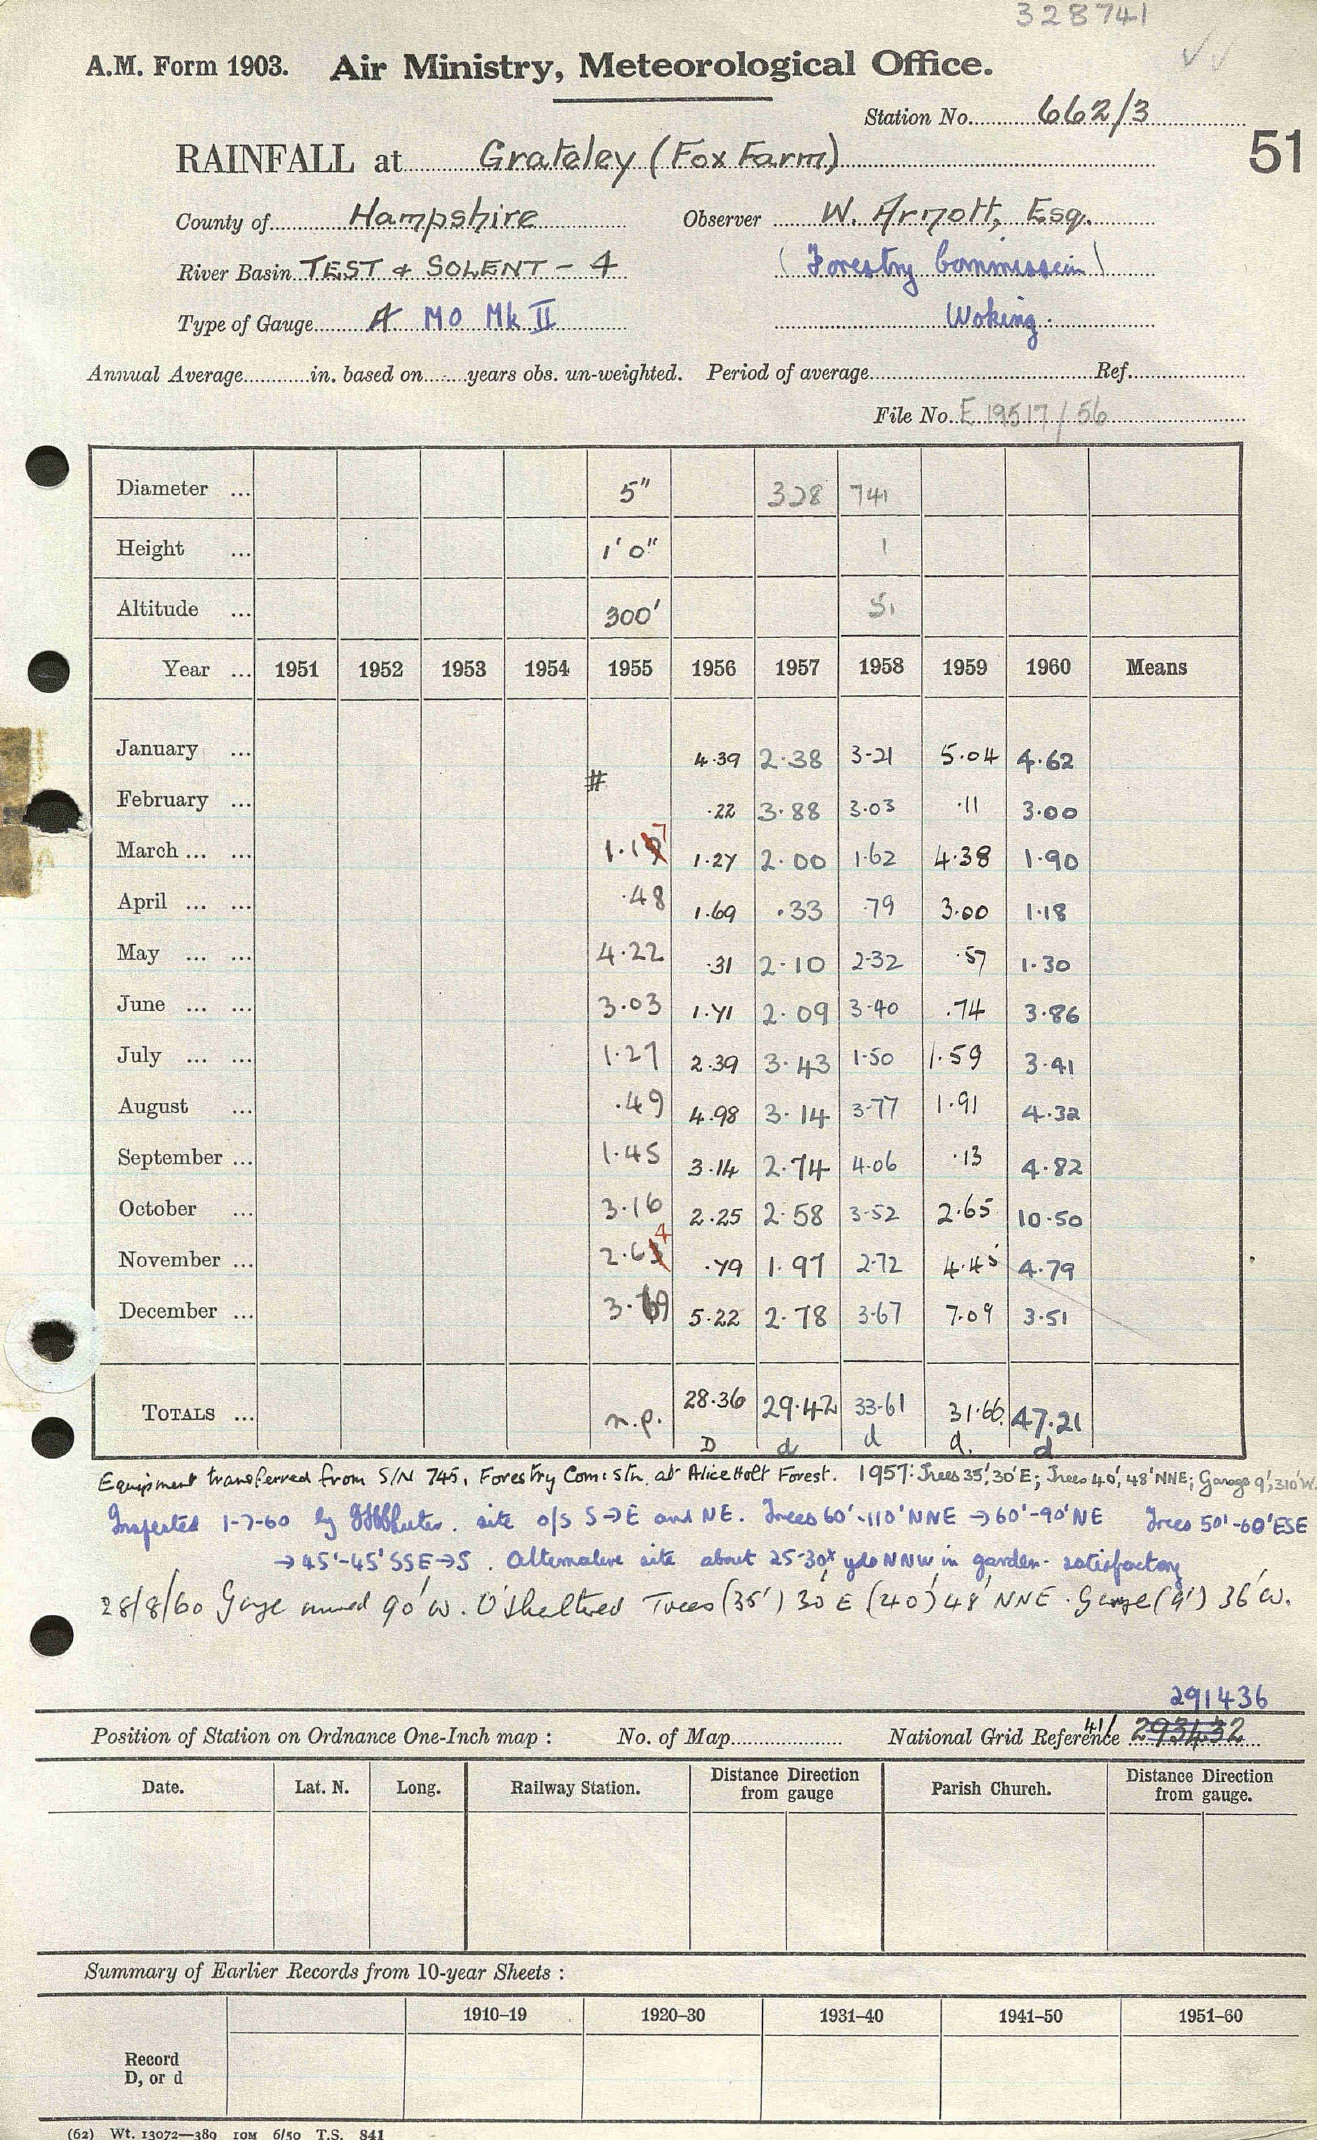 328741
A.M. Form 1903. Air Ministry, Meteorological Office.
Station No. 662/3
51
RAINFALL at Grateley (Fox Farm)
County of Hampshire Observer W. Arnott, Esq.
River Basin TEST & SOLENT - 4 (Forestry Commission)
Type of Gauge A MO Mk II Woking.
Annual Average in. based on years obs. un-weighted. Period of average Ref.
File No. E 19517/56
Diameter ... 5" 328 741
Height ... 1' 0" 1
Altitude ... 300' 51
Year ... 1951 1952 1953 1954 1955 1956 1957 1958 1959 1960 Means
January ... 4.39 2.38 3.21 5.04 4.62
#
February ... .22 3.88 3.03 .11 3.00
March ... ... 1.17 1.27 2.00 1.62 4.38 1.90
April ... ... .48 1.69 .33 .79 3.00 1.18
May ... ... 4.22 .31 2.10 2.32 .57 1.30
June ... ... 3.03 1.71 2.09 3.40 .74 3.86
July ... ... 1.27 2.39 3.43 1.50 1.59 3.41
August ... .49 4.98 3.14 3.77 1.91 4.32
September ... 1.45 3.14 2.74 4.06 .13 4.82
October ... 3.16 2.25 2.58 3.52 2.65 10.50
November ... 2.64 .79 1.97 2.72 4.45 4.79
December ... 3.69 5.22 2.78 3.67 7.09 3.51
TOTALS ... n.p. 28.36 29.42 33.61 31.66 47.21
D d d d. d
Equipment transferred from S/N 745, Forestry Com: Stn. at Alice Holt Forest. 1957: Trees 35', 30'E; Trees 40', 48'NNE; Garage 9', 310'W.
Inspected 1-7-60 by site o/s S→E and NE. Trees 60'-110'NNE → 60'-90'NE Trees 50'-60'ESE
→ 45'-45'SSE→S. Alternative site about 25-30x yds NNW in garden - satisfactory
28/8/60 Gauge moved 90' W. O'sheltered Trees (35') 30' E (40') 48' NNE. Garage (9') 36' W.
291436
Position of Station on Ordnance One-Inch map : No. of Map National Grid Reference 41/ 293432
Date. Lat. N. Long. Railway Station. Distance Direction from gauge Parish Church. Distance Direction from gauge.
Summary of Earlier Records from 10-year Sheets :
1910–19 1920–30 1931–40 1941–50 1951–60
Record
D, or d
(62) Wt. 13072—389 10M 6/50 T.S. 841